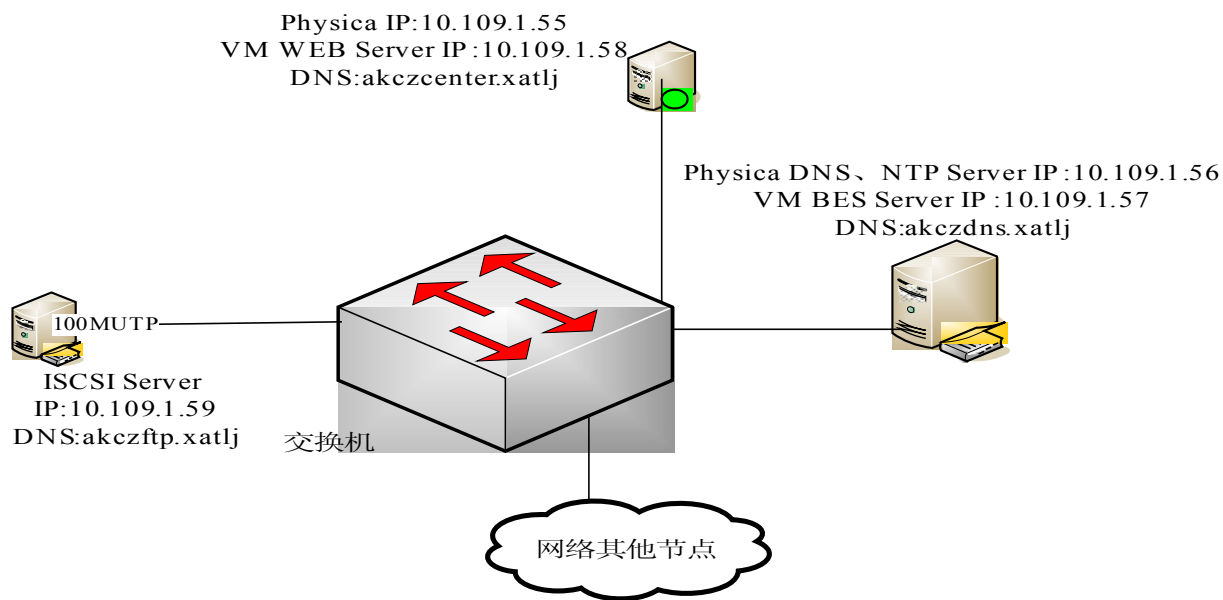 Physica IP:10.109.1.55
VM WEB Server IP :10.109.1.58
DNS:akczcenter.xatlj
Physica DNS、NTP Server IP :10.109.1.56
VM BES Server IP :10.109.1.57
DNS:akczdns.xatlj
100MUTP
ISCSI Server
IP:10.109.1.59
DNS:akczftp.xatlj
交换机
网络其他节点